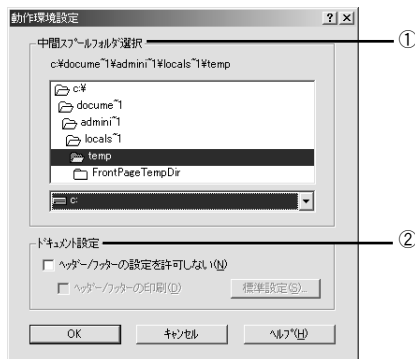 動作環境設定
中間ｽﾌﾟｰﾙﾌｫﾙﾀﾞ選択
①
c:¥docume~1¥admini~1¥locals~1¥temp
c:¥
docume~1
admini~1
locals~1
temp
FrontPageTempDir
c:
ﾄﾞｷｭﾒﾝﾄ設定
②
ﾍｯﾀﾞｰ/ﾌｯﾀｰの設定を許可しない(N)
ﾍｯﾀﾞｰ/ﾌｯﾀｰの印刷(D)
標準設定(S)...
OK
ｷｬﾝｾﾙ
ﾍﾙﾌﾟ(H)